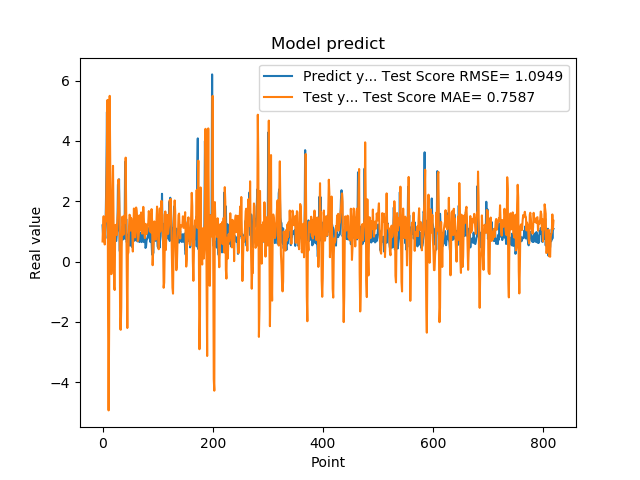 Model predict
Predict y... Test Score RMSE= 1.0949
Test y... Test Score MAE= 0.7587
6
4
2
0
−2
−4
Real value
0 200 400 600 800
Point